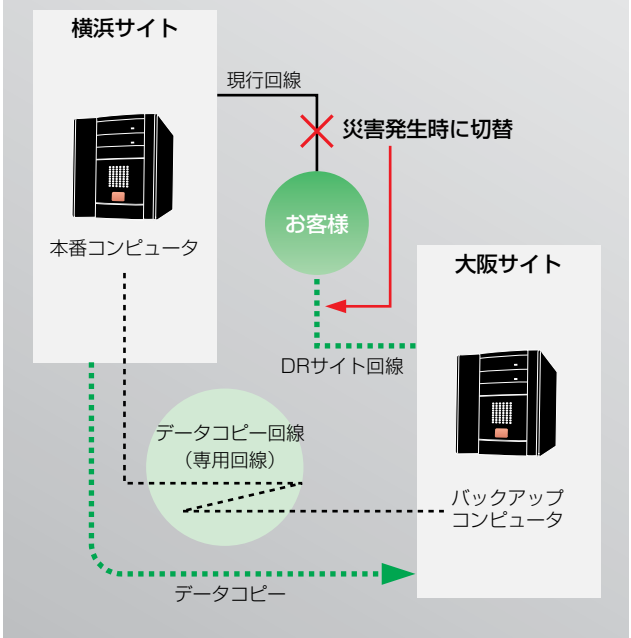 横浜サイト
現行回線
災害発生時に切替
お客様
本番コンピュータ
大阪サイト
DRサイト回線
データコピー回線
（専用回線）
バックアップ
コンピュータ
データコピー